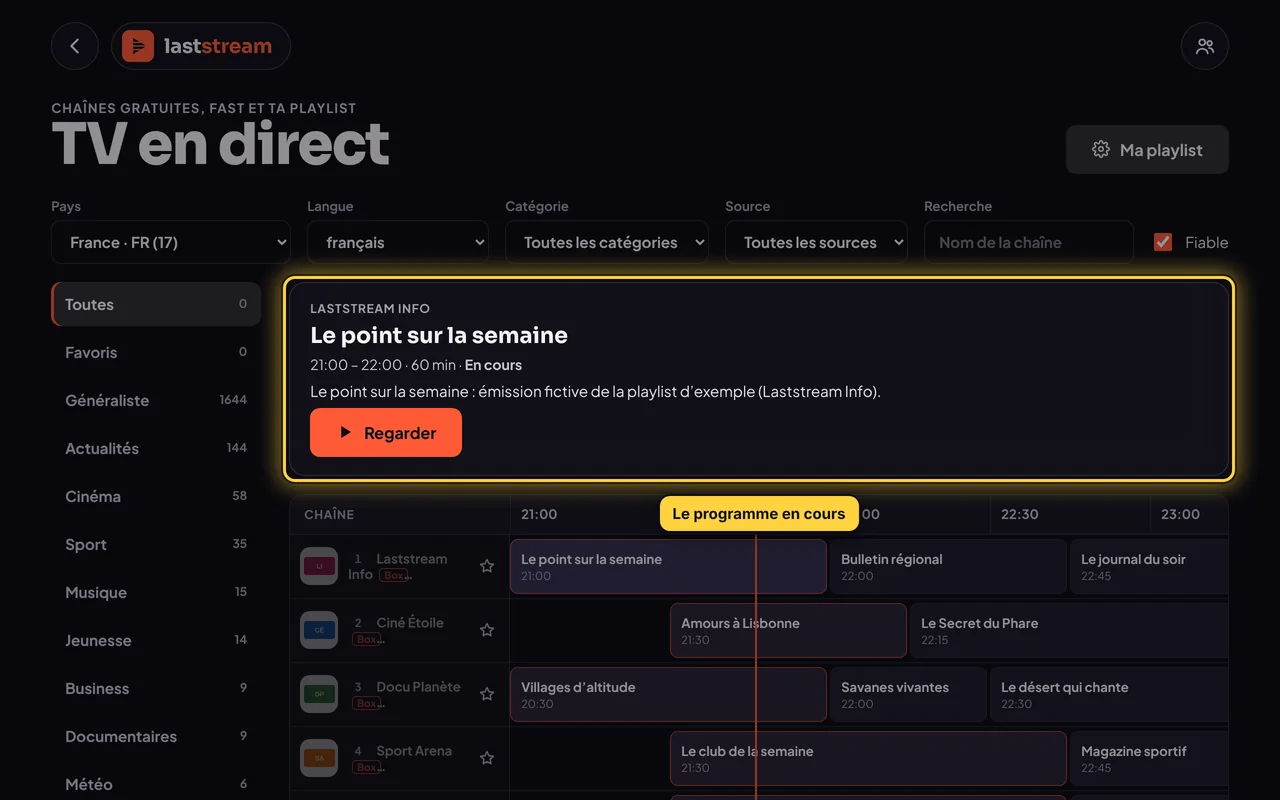 laststream
CHAÎNES GRATUITES, FAST ET TA PLAYLIST
TV en direct
Ma playlist
Pays
Langue
Catégorie
Source
Recherche
France · FR (17)
français
Toutes les catégories
Toutes les sources
Nom de la chaîne
Fiable
Toutes 0
Favoris 0
Généraliste 1644
Actualités 144
Cinéma 58
Sport 35
Musique 15
Jeunesse 14
Business 9
Documentaires 9
Météo 6
LASTSTREAM INFO
Le point sur la semaine
21:00 – 22:00 · 60 min · En cours
Le point sur la semaine : émission fictive de la playlist d’exemple (Laststream Info).
Regarder
Le programme en cours
CHAÎNE 21:00 00 22:30 23:00
LI 1 Laststream Info Box…
Le point sur la semaine
21:00
Bulletin régional
22:00
Le journal du soir
22:45
CÉ 2 Ciné Étoile Box…
Amours à Lisbonne
21:30
Le Secret du Phare
22:15
DP 3 Docu Planète Box…
Villages d’altitude
20:30
Savanes vivantes
22:00
Le désert qui chante
22:30
SA 4 Sport Arena Box…
Le club de la semaine
21:30
Magazine sportif
22:45